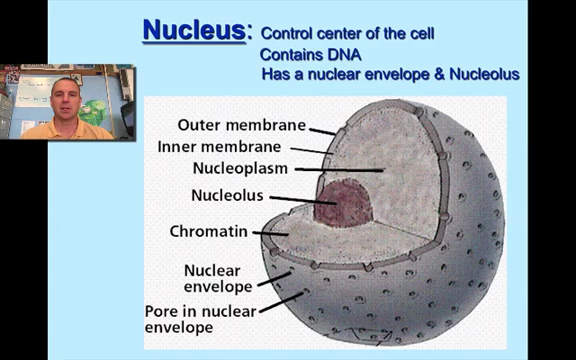 Nucleus: Control center of the cell
Contains DNA
Has a nuclear envelope & Nucleolus
Outer membrane
Inner membrane
Nucleoplasm
Nucleolus
Chromatin
Nuclear
envelope
Pore in nuclear
envelope